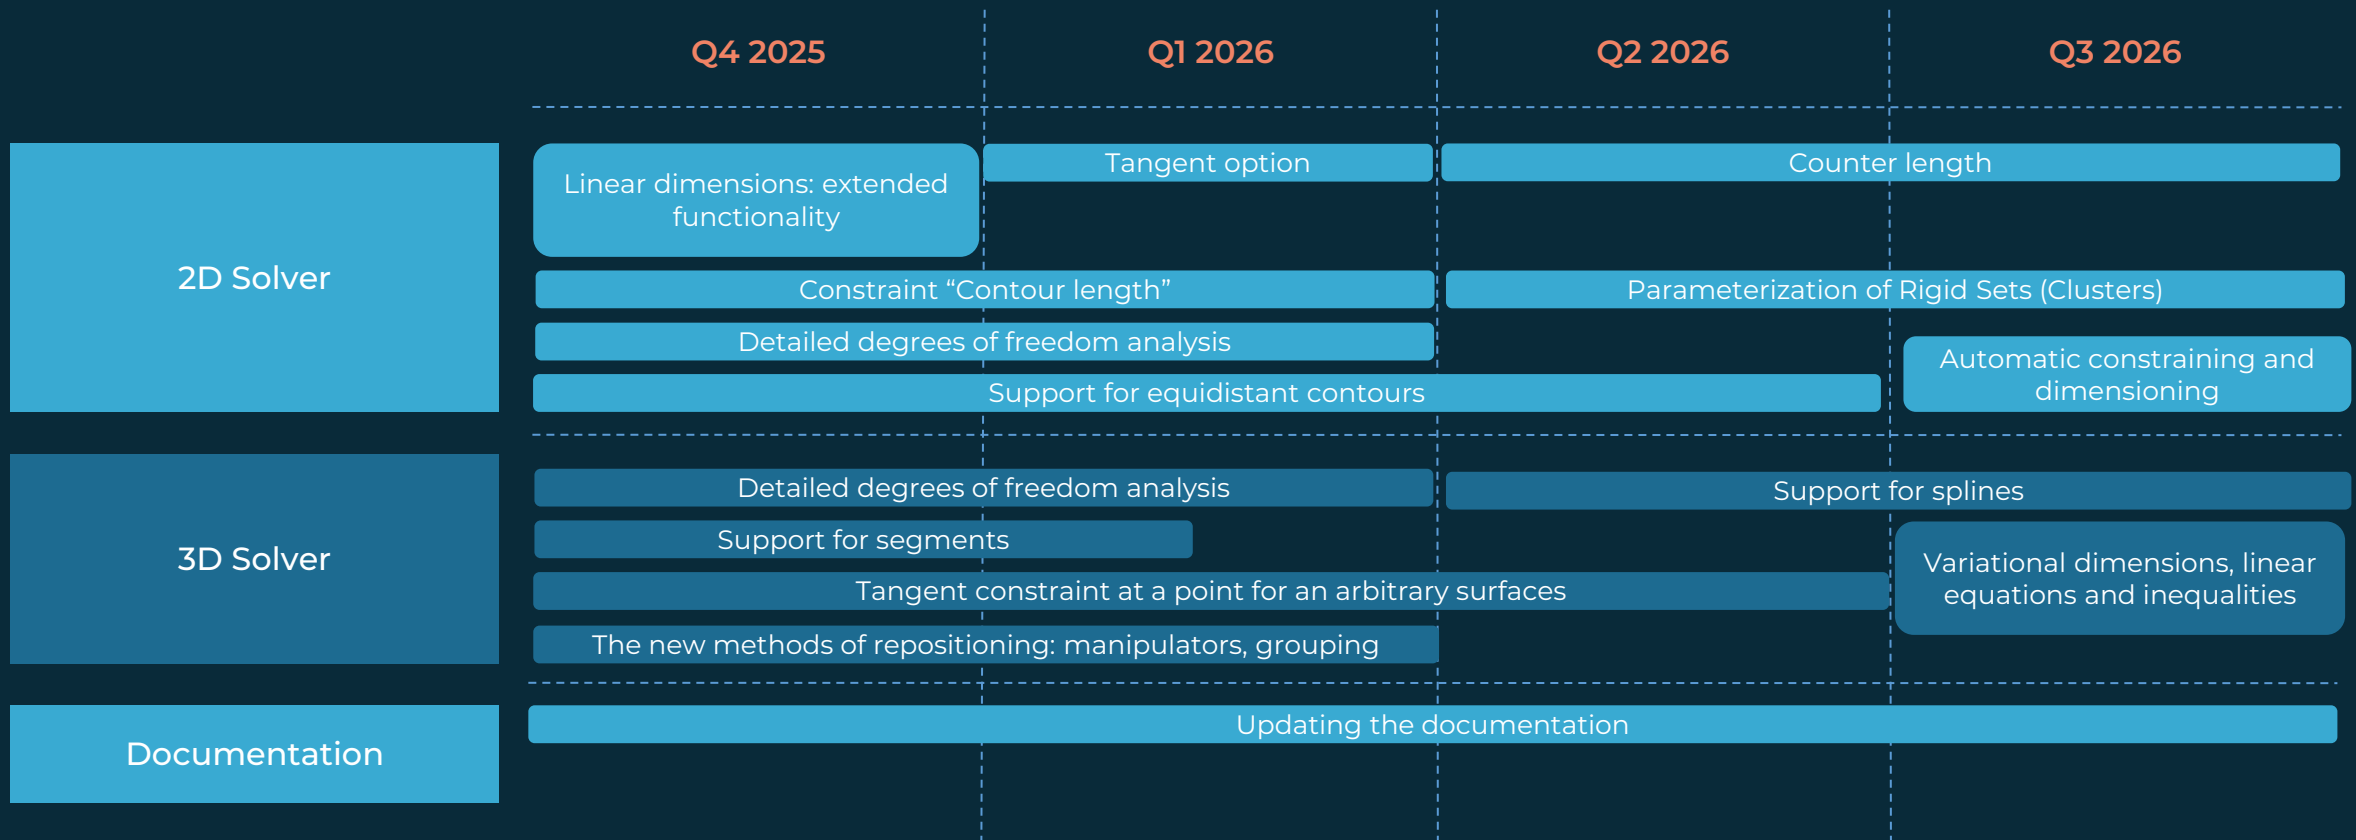 Q4 2025
Q1 2026
Q2 2026
Q3 2026
2D Solver
Linear dimensions: extended
functionality
Tangent option
Counter length
Constraint “Contour length”
Parameterization of Rigid Sets (Clusters)
Detailed degrees of freedom analysis
Automatic constraining and
dimensioning
Support for equidistant contours
3D Solver
Detailed degrees of freedom analysis
Support for splines
Support for segments
Variational dimensions, linear
equations and inequalities
Tangent constraint at a point for an arbitrary surfaces
The new methods of repositioning: manipulators, grouping
Documentation
Updating the documentation